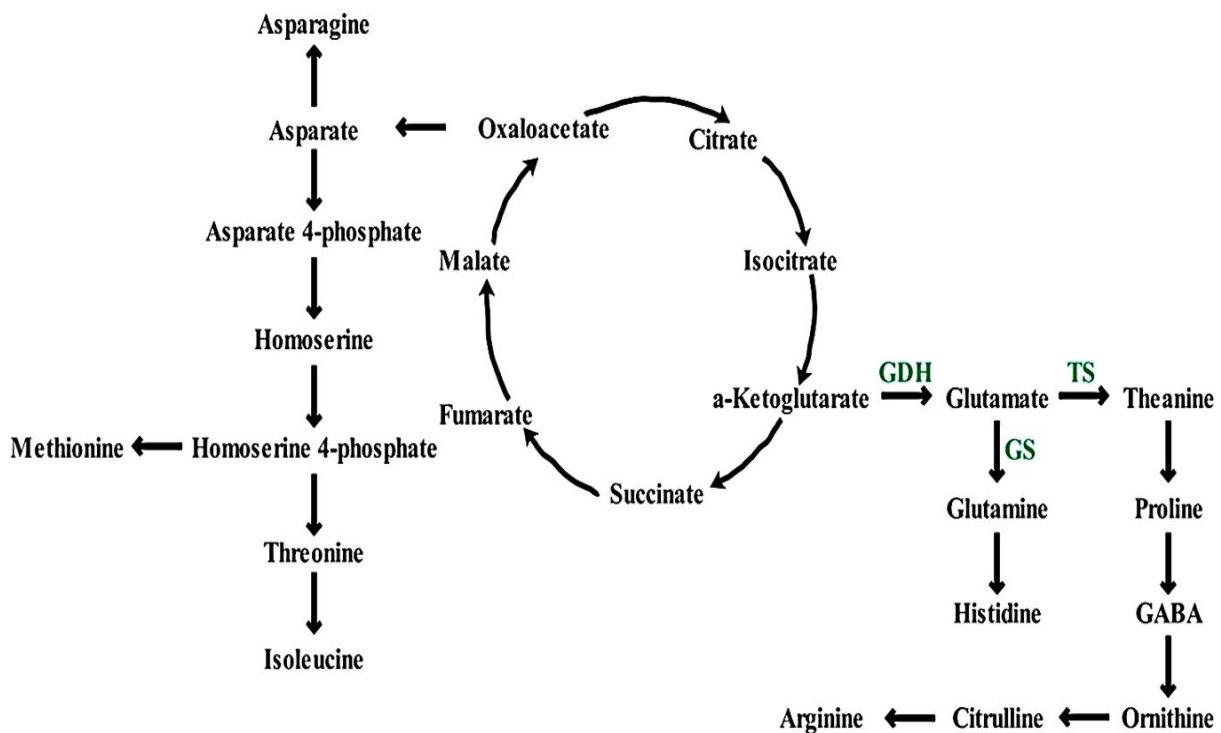 Asparagine
Asparate
Oxaloacetate
Citrate
Asparate 4-phosphate
Malate
Isocitrate
Homoserine
GDH
TS
a-Ketoglutarate
Glutamate
Theanine
Fumarate
Methionine
Homoserine 4-phosphate
GS
Succinate
Glutamine
Proline
Threonine
Histidine
GABA
Isoleucine
Arginine
Citrulline
Ornithine